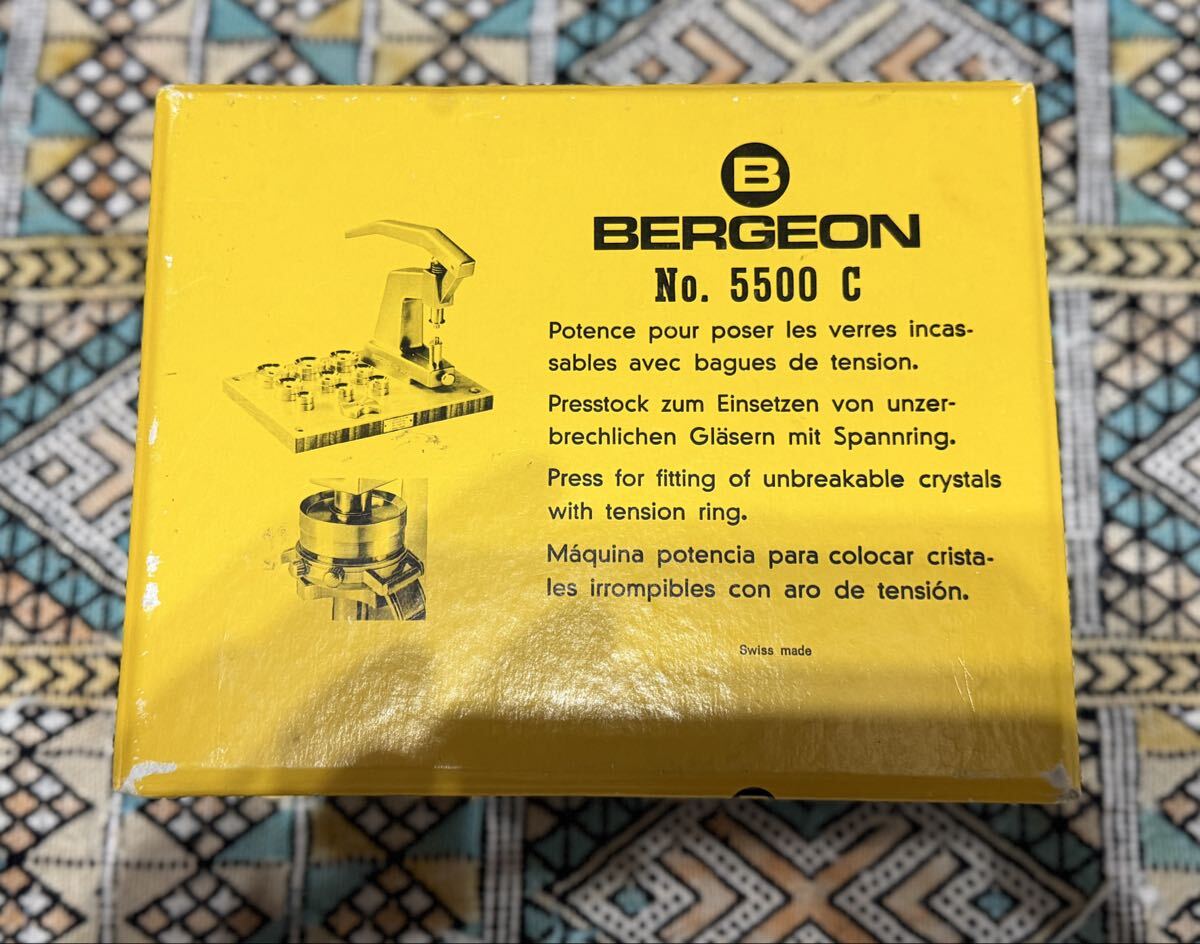 B
BERGEON
No. 5500 C
Potence pour poser les verres incas-
sables avec bagues de tension.
Presstock zum Einsetzen von unzer-
brechlichen Gläsern mit Spannring.
Press for fitting of unbreakable crystals
with tension ring.
Máquina potencia para colocar crista-
les irrompibles con aro de tensión.
Swiss made